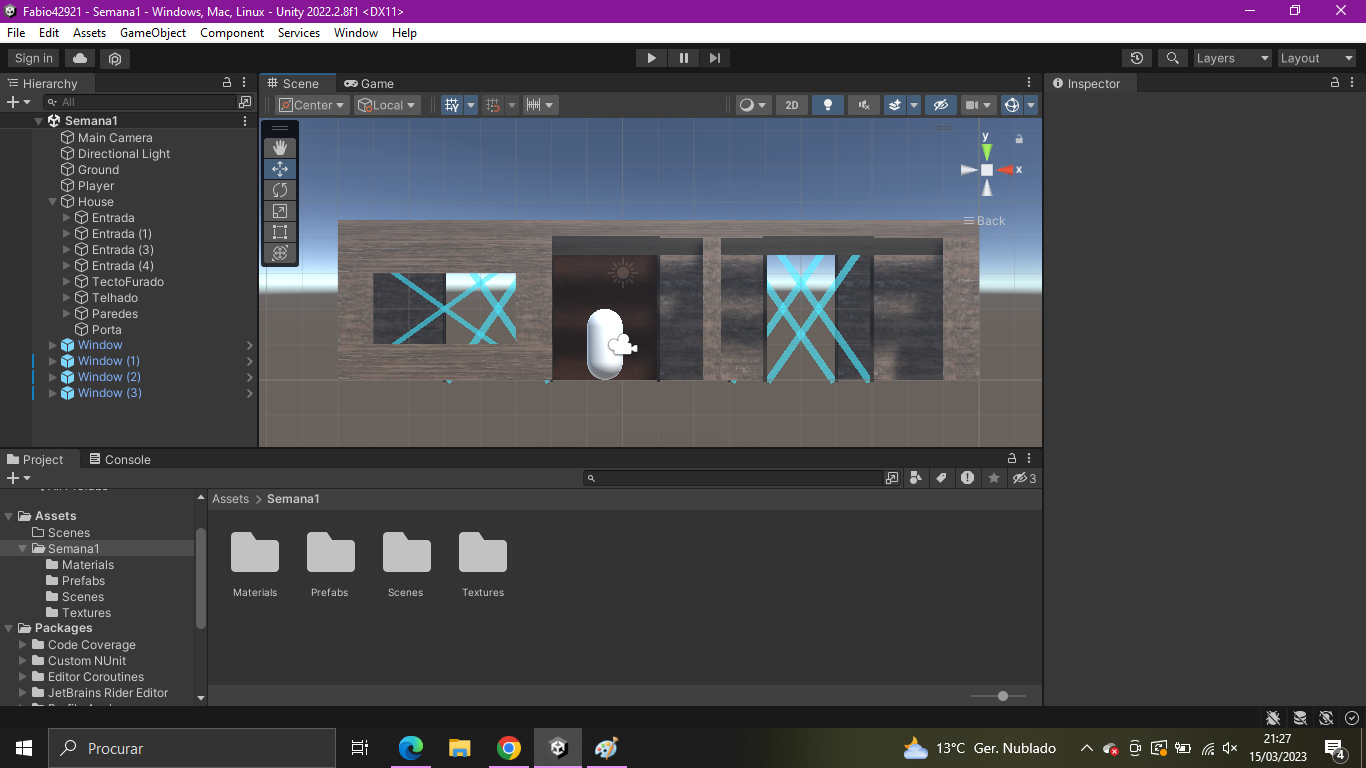 Fabio42921 - Semana1 - Windows, Mac, Linux - Unity 2022.2.8f1 <DX11>
File Edit Assets GameObject Component Services Window Help
Sign in Layers Layout
Hierarchy
All
Semana1
Main Camera
Directional Light
Ground
Player
House
Entrada
Entrada (1)
Entrada (3)
Entrada (4)
TectoFurado
Telhado
Paredes
Porta
Window
Window (1)
Window (2)
Window (3)
Scene Game
Center Local 2D
y
x
Back
Inspector
Project Console
3
Assets
Scenes
Semana1
Materials
Prefabs
Scenes
Textures
Packages
Code Coverage
Custom NUnit
Editor Coroutines
JetBrains Rider Editor
Assets > Semana1
Materials Prefabs Scenes Textures
Procurar
13°C Ger. Nublado
21:27
15/03/2023
4